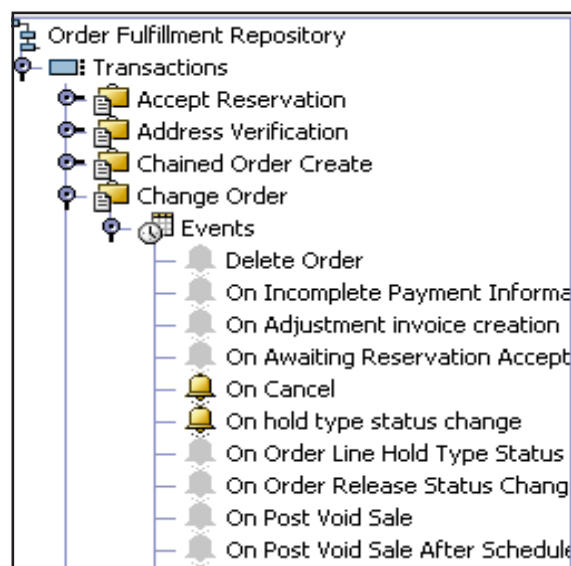 Order Fulfillment Repository
Transactions
Accept Reservation
Address Verification
Chained Order Create
Change Order
Events
Delete Order
On Incomplete Payment Informa
On Adjustment invoice creation
On Awaiting Reservation Accept
On Cancel
On hold type status change
On Order Line Hold Type Status
On Order Release Status Chang
On Post Void Sale
On Post Void Sale After Schedule